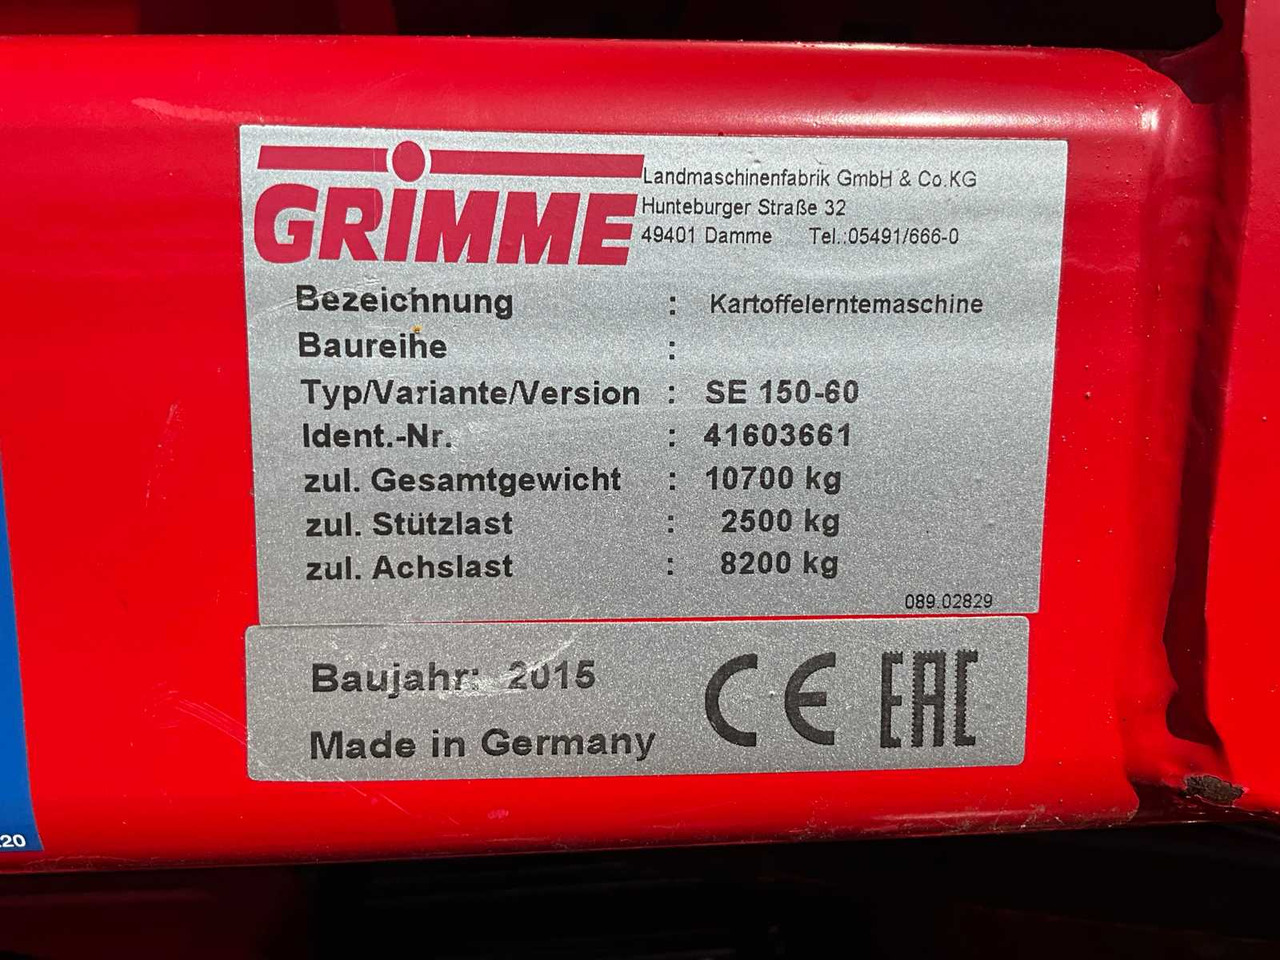 GRIMME
Landmaschinenfabrik GmbH & Co.KG
Hunteburger Straße 32
49401 Damme Tel.:05491/666-0
Bezeichnung : Kartoffelerntemaschine
Baureihe :
Typ/Variante/Version : SE 150-60
Ident.-Nr. : 41603661
zul. Gesamtgewicht : 10700 kg
zul. Stützlast : 2500 kg
zul. Achslast : 8200 kg
089.02829
Baujahr: 2015
Made in Germany
CE EAC